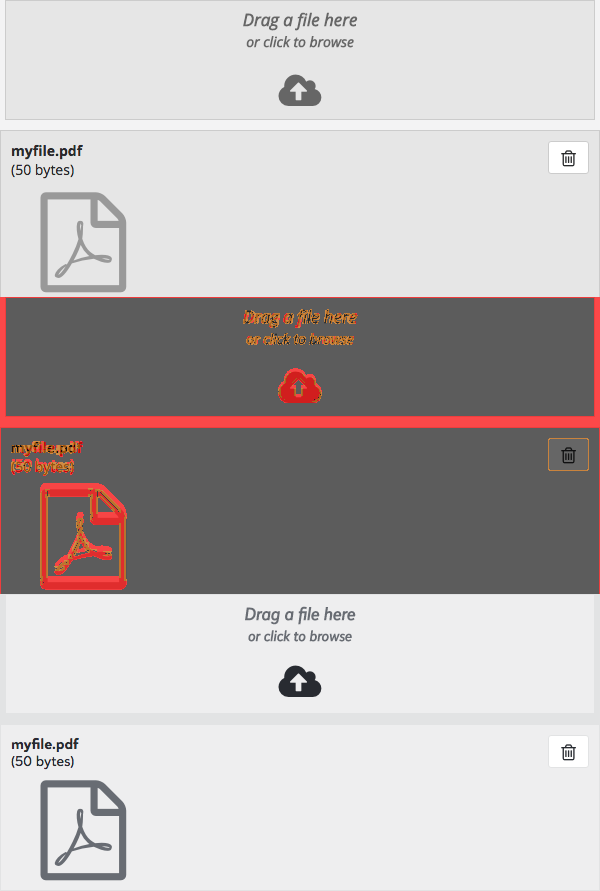 Drag a file here
or click to browse
myfile.pdf
(50 bytes)
Drag a file here
or click to browse
myfile.pdf
(50 bytes)
Drag a file here
or click to browse
myfile.pdf
(50 bytes)